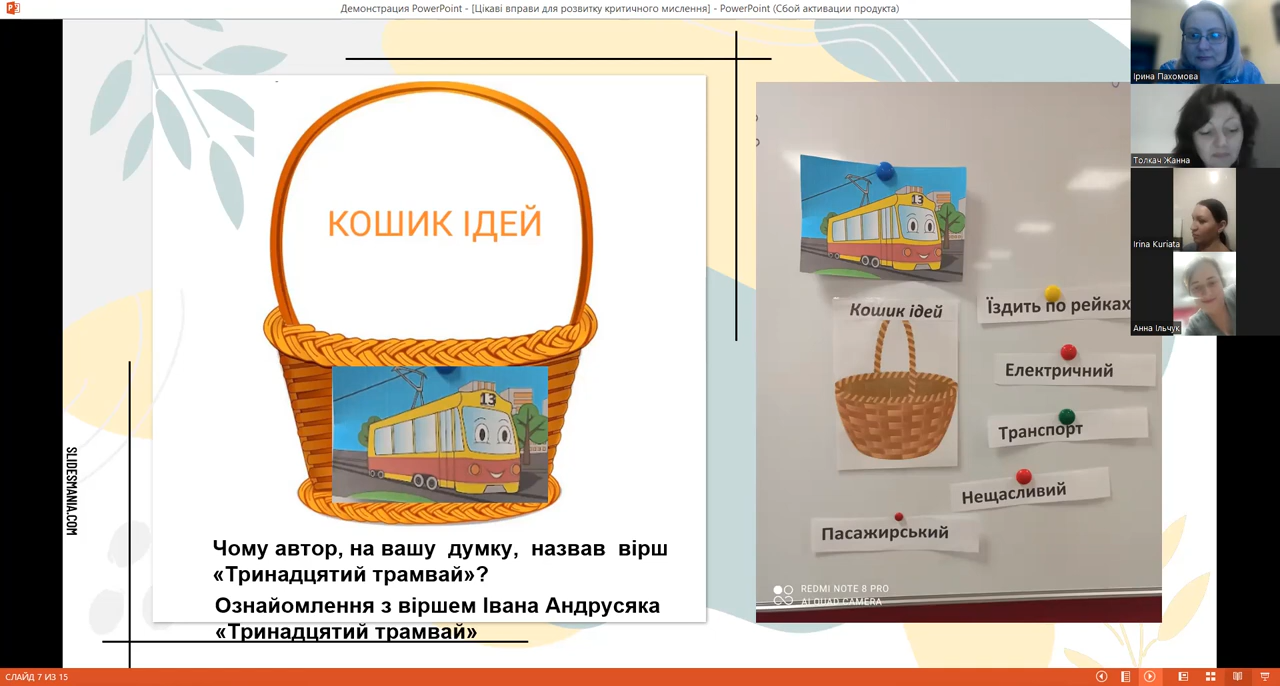 Демонстрация PowerPoint - [Цікаві вправи для розвитку критичного мислення] - PowerPoint (Сбой активации продукта)
Ірина Пахомова
Толкач Жанна
Irina Kuriata
Анна Ільчук
КОШИК ІДЕЙ
13
Чому автор, на вашу думку, назвав вірш
«Тринадцятий трамвай»?
Ознайомлення з віршем Івана Андрусяка
«Тринадцятий трамвай»
SLIDESMANIA.COM
13
Кошик ідей
Їздить по рейках
Електричний
Транспорт
Нещасливий
Пасажирський
REDMI NOTE 8 PRO
AI QUAD CAMERA
СЛАЙД 7 ИЗ 15